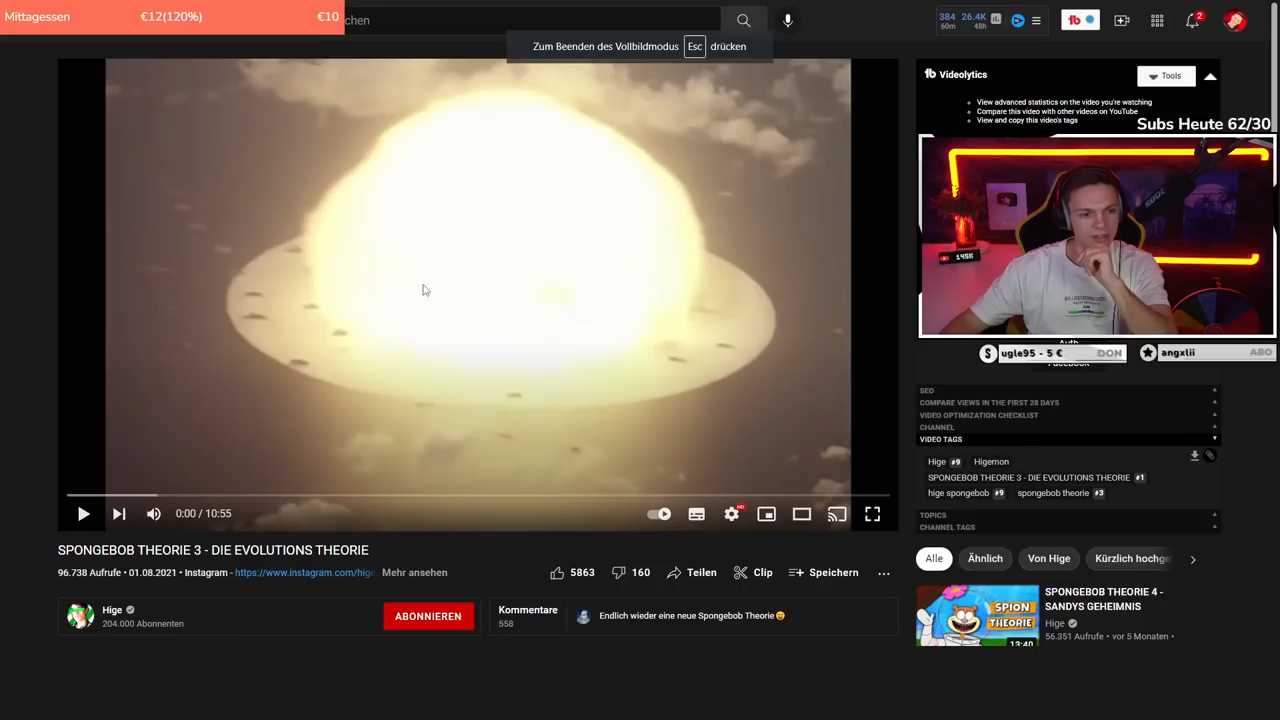 Mittagessen €12(120%) €10
chen
384 26.4K
60m 48h
2
Zum Beenden des Vollbildmodus Esc drücken
Videolytics
Tools
View advanced statistics on the video you're watching
Compare this video with other videos on YouTube
View and copy this video's tags
Subs Heute 62/30
RODE
145K
ugle95 - 5 € DON
angxlii ABO
SEO
COMPARE VIEWS IN THE FIRST 28 DAYS
VIDEO OPTIMIZATION CHECKLIST
CHANNEL
VIDEO TAGS
Hige #9 Higemon
SPONGEBOB THEORIE 3 - DIE EVOLUTIONS THEORIE #1
hige spongebob #9 spongebob theorie #3
TOPICS
CHANNEL TAGS
0:00 / 10:55
HD
SPONGEBOB THEORIE 3 - DIE EVOLUTIONS THEORIE
96.738 Aufrufe • 01.08.2021 • Instagram - https://www.instagram.com/hige Mehr ansehen
5863 160 Teilen Clip Speichern
Hige
204.000 Abonnenten
ABONNIEREN
Kommentare
558
Endlich wieder eine neue Spongebob Theorie😄
Alle Ähnlich Von Hige Kürzlich hochge
SPION
THEORIE
13:40
SPONGEBOB THEORIE 4 -
SANDYS GEHEIMNIS
Hige
56.351 Aufrufe • vor 5 Monaten •